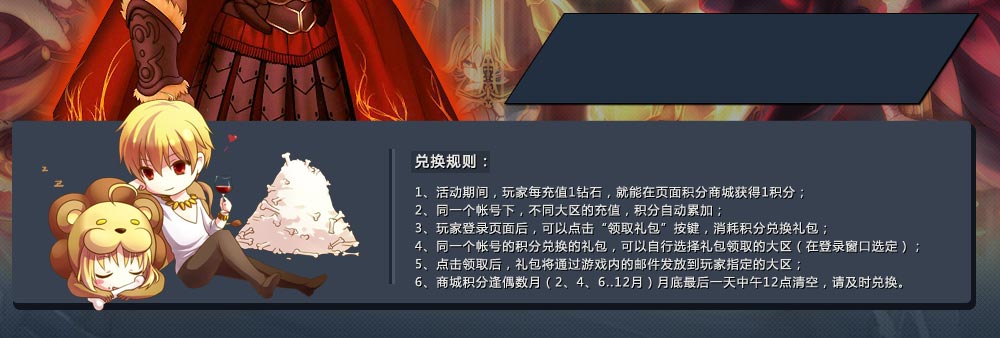 兑换规则：
1、活动期间，玩家每充值1钻石，就能在页面积分商城获得1积分；
2、同一个帐号下，不同大区的充值，积分自动累加；
3、玩家登录页面后，可以点击“领取礼包”按键，消耗积分兑换礼包；
4、同一个帐号的积分兑换的礼包，可以自行选择礼包领取的大区（在登录窗口选定）；
5、点击领取后，礼包将通过游戏内的邮件发放到玩家指定的大区；
6、商城积分逢偶数月（2、4、6..12月）月底最后一天中午12点清空，请及时兑换。
z
z